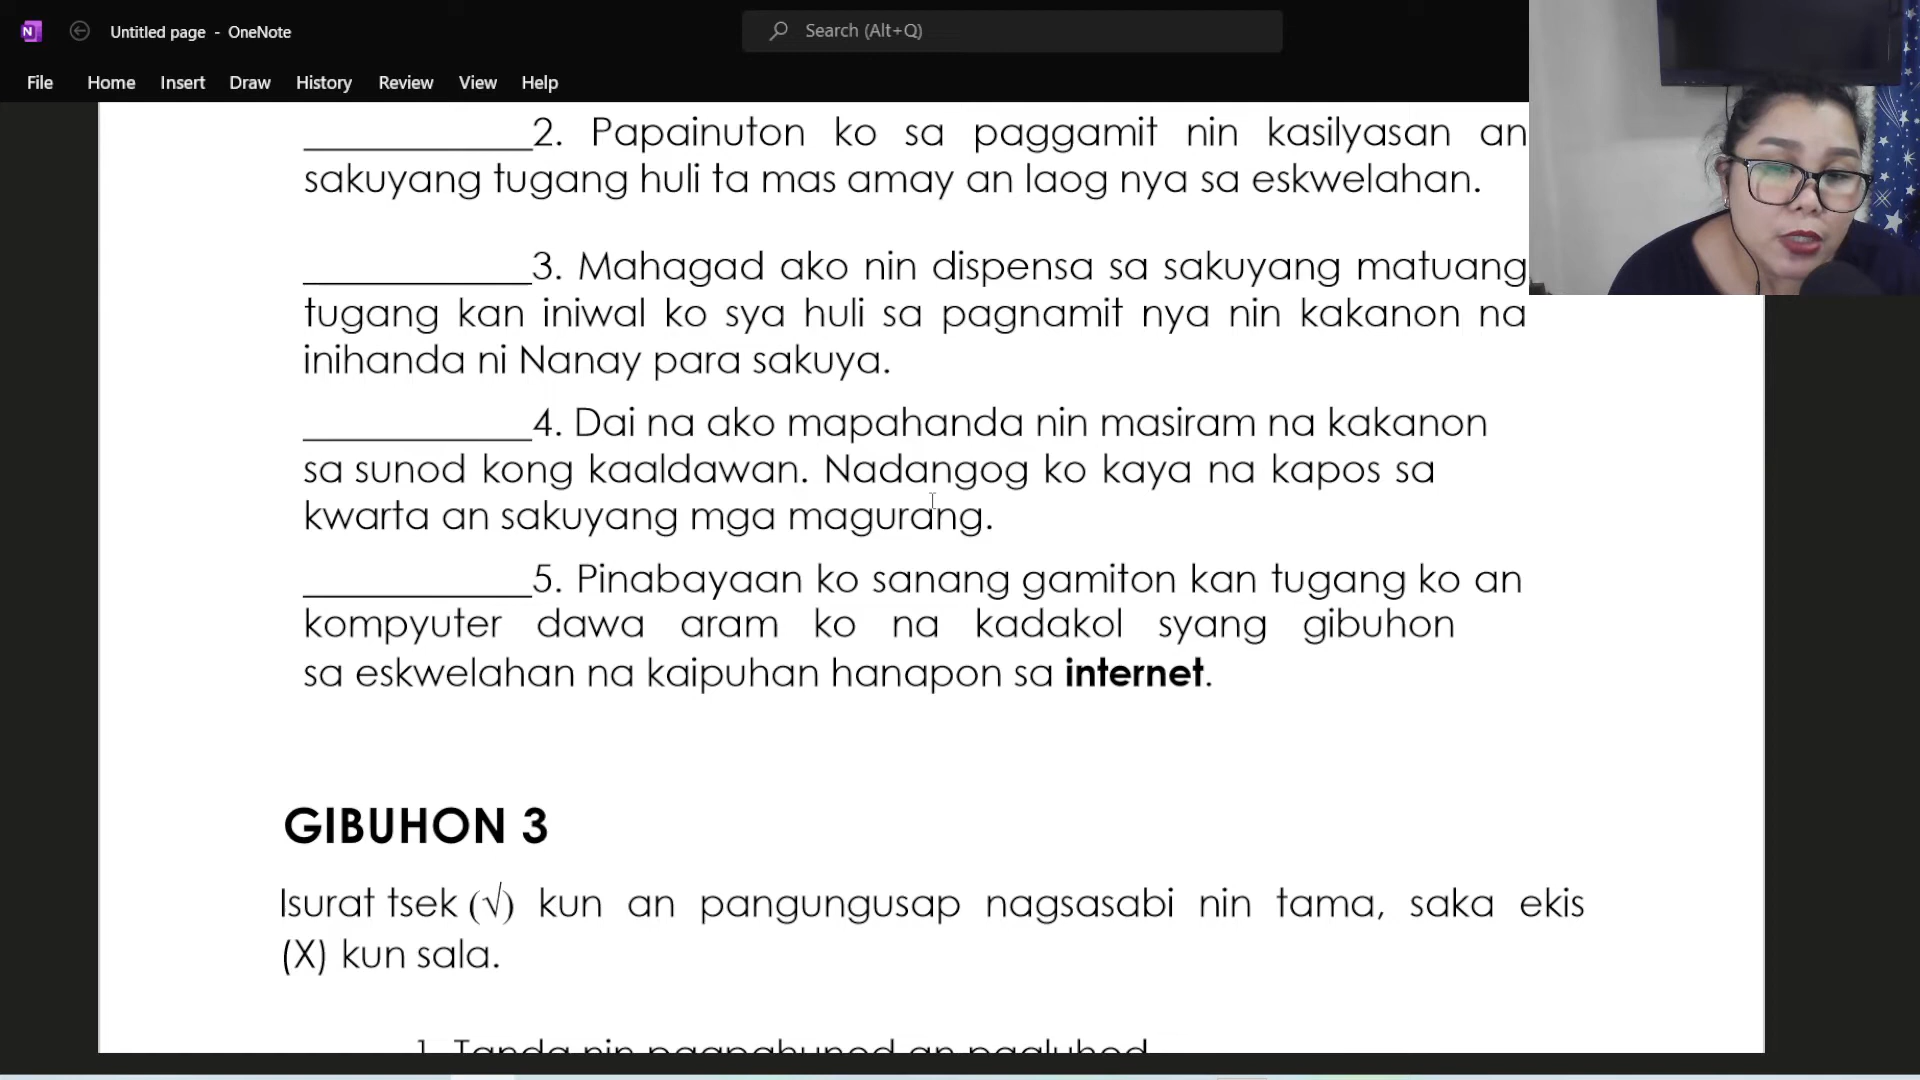 Untitled page - OneNote
Search (Alt+Q)
File Home Insert Draw History Review View Help
____________2. Papainuton ko sa paggamit nin kasilyasan an
sakuyang tugang huli ta mas amay an laog nya sa eskwelahan.
____________3. Mahagad ako nin dispensa sa sakuyang matuang
tugang kan iniwal ko sya huli sa pagnamit nya nin kakanon na
inihanda ni Nanay para sakuya.
____________4. Dai na ako mapahanda nin masiram na kakanon
sa sunod kong kaaldawan. Nadangog ko kaya na kapos sa
kwarta an sakuyang mga magurang.
____________5. Pinabayaan ko sanang gamiton kan tugang ko an
kompyuter dawa aram ko na kadakol syang gibuhon
sa eskwelahan na kaipuhan hanapon sa internet.
GIBUHON 3
Isurat tsek (√) kun an pangungusap nagsasabi nin tama, saka ekis
(X) kun sala.
1. Tanda nin pagpahunod an pagluhod